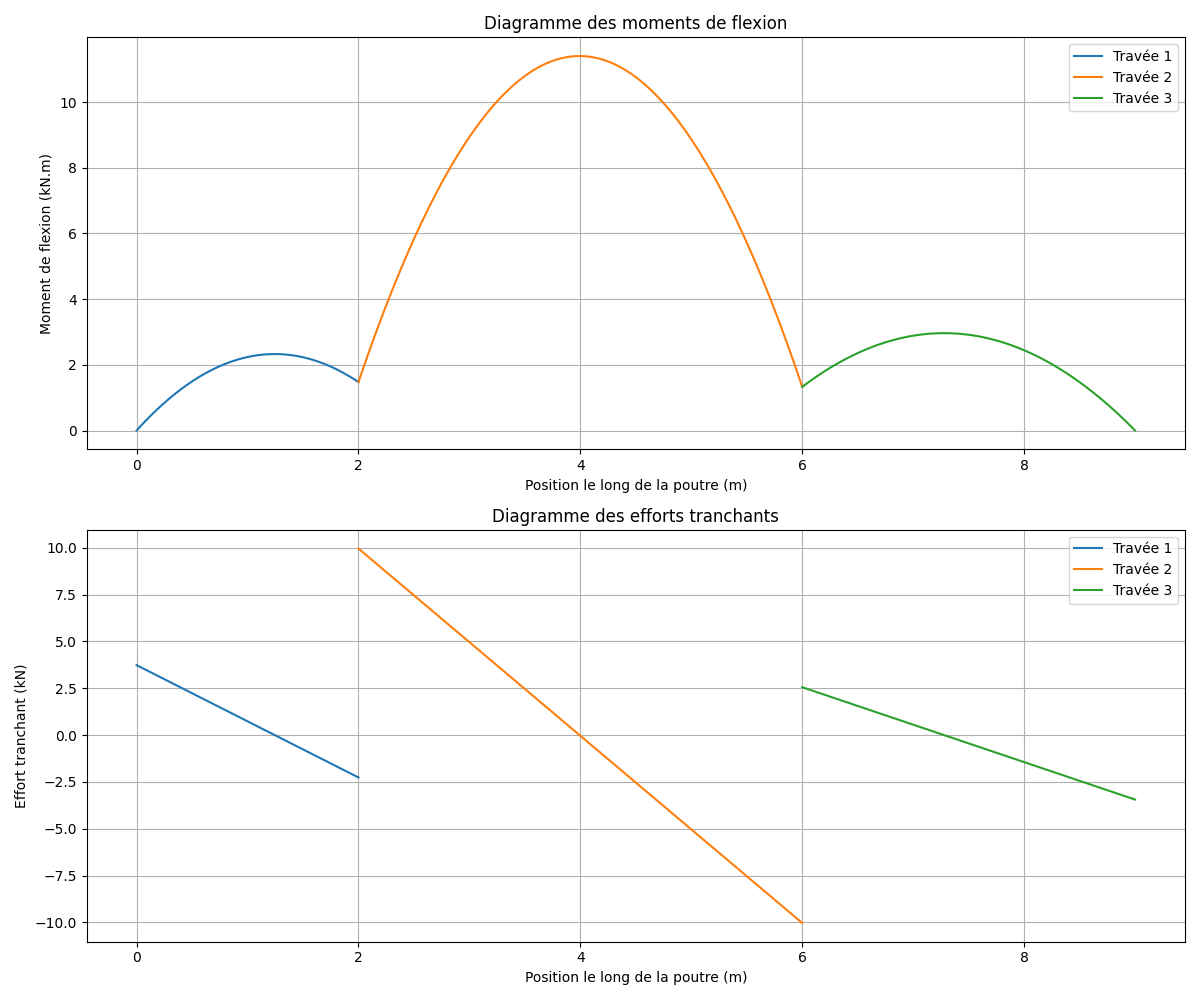 Diagramme des moments de flexion
Travée 1
Travée 2
Travée 3
10
8
6
4
2
0
Moment de flexion (kN.m)
0 2 4 6 8
Position le long de la poutre (m)
Diagramme des efforts tranchants
Travée 1
Travée 2
Travée 3
10.0
7.5
5.0
2.5
0.0
−2.5
−5.0
−7.5
−10.0
Effort tranchant (kN)
0 2 4 6 8
Position le long de la poutre (m)